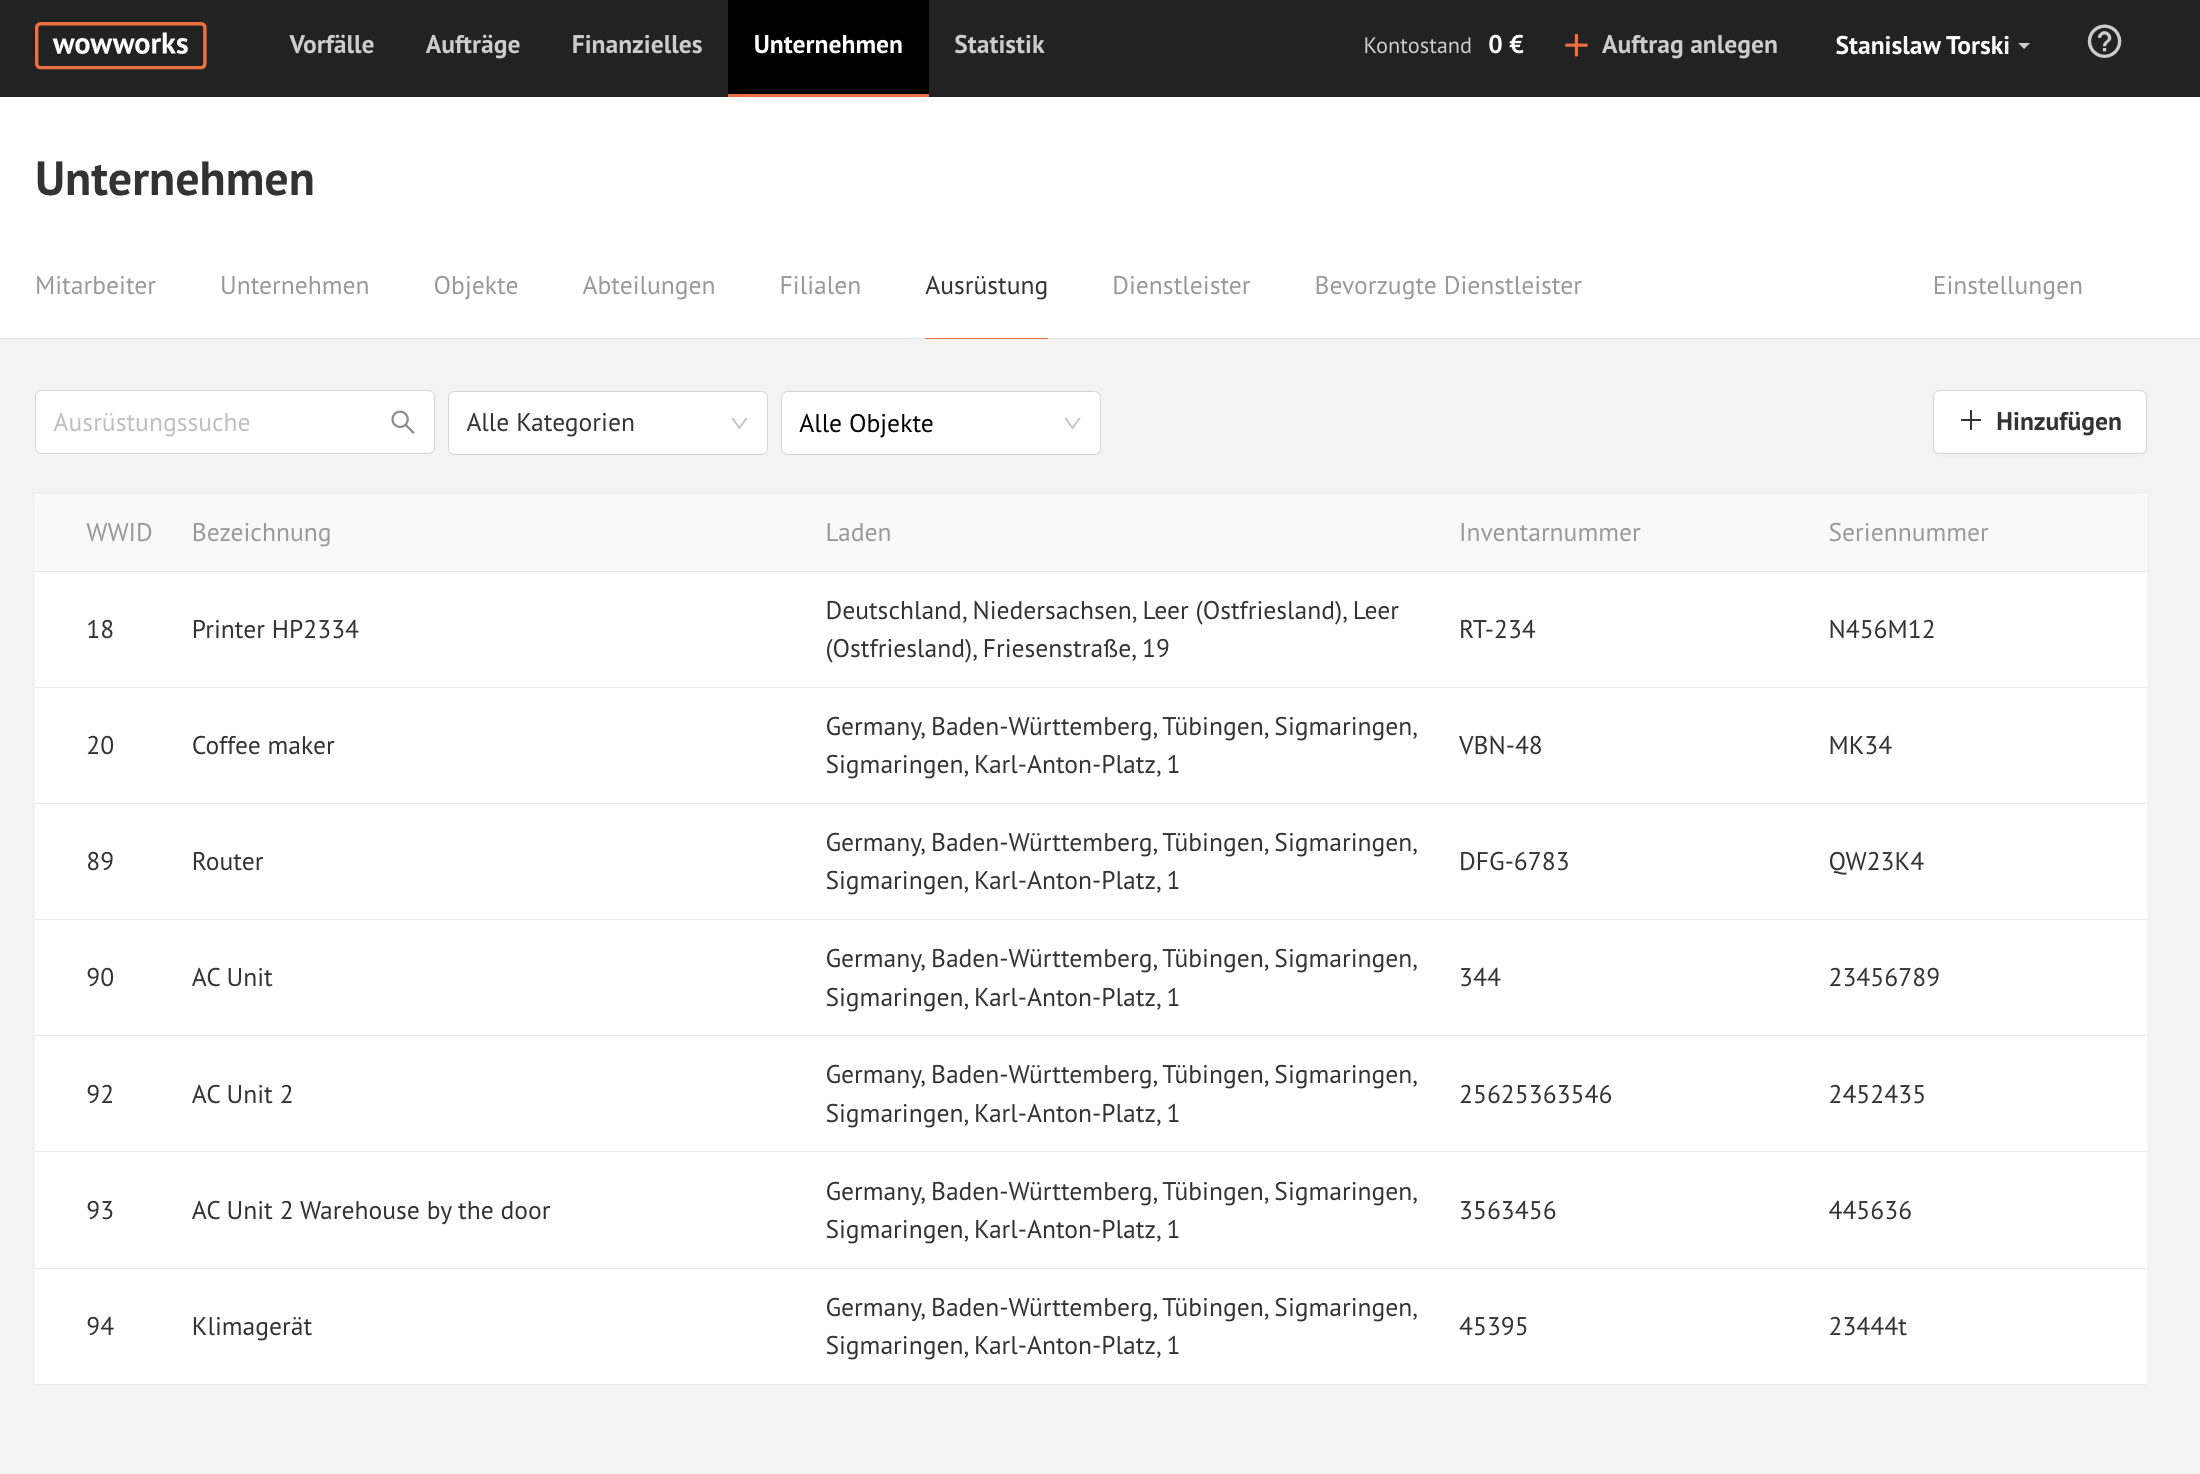 wowworks
Vorfälle
Aufträge
Finanzielles
Unternehmen
Statistik
Kontostand 0 €
Auftrag anlegen
Stanislaw Torski
Unternehmen
Mitarbeiter
Unternehmen
Objekte
Abteilungen
Filialen
Ausrüstung
Dienstleister
Bevorzugte Dienstleister
Einstellungen
Ausrüstungssuche
Alle Kategorien
Alle Objekte
Hinzufügen
WWID Bezeichnung Laden Inventarnummer Seriennummer
18 Printer HP2334 Deutschland, Niedersachsen, Leer (Ostfriesland), Leer
(Ostfriesland), Friesenstraße, 19 RT-234 N456M12
20 Coffee maker Germany, Baden-Württemberg, Tübingen, Sigmaringen,
Sigmaringen, Karl-Anton-Platz, 1 VBN-48 MK34
89 Router Germany, Baden-Württemberg, Tübingen, Sigmaringen,
Sigmaringen, Karl-Anton-Platz, 1 DFG-6783 QW23K4
90 AC Unit Germany, Baden-Württemberg, Tübingen, Sigmaringen,
Sigmaringen, Karl-Anton-Platz, 1 344 23456789
92 AC Unit 2 Germany, Baden-Württemberg, Tübingen, Sigmaringen,
Sigmaringen, Karl-Anton-Platz, 1 25625363546 2452435
93 AC Unit 2 Warehouse by the door Germany, Baden-Württemberg, Tübingen, Sigmaringen,
Sigmaringen, Karl-Anton-Platz, 1 3563456 445636
94 Klimagerät Germany, Baden-Württemberg, Tübingen, Sigmaringen,
Sigmaringen, Karl-Anton-Platz, 1 45395 23444t